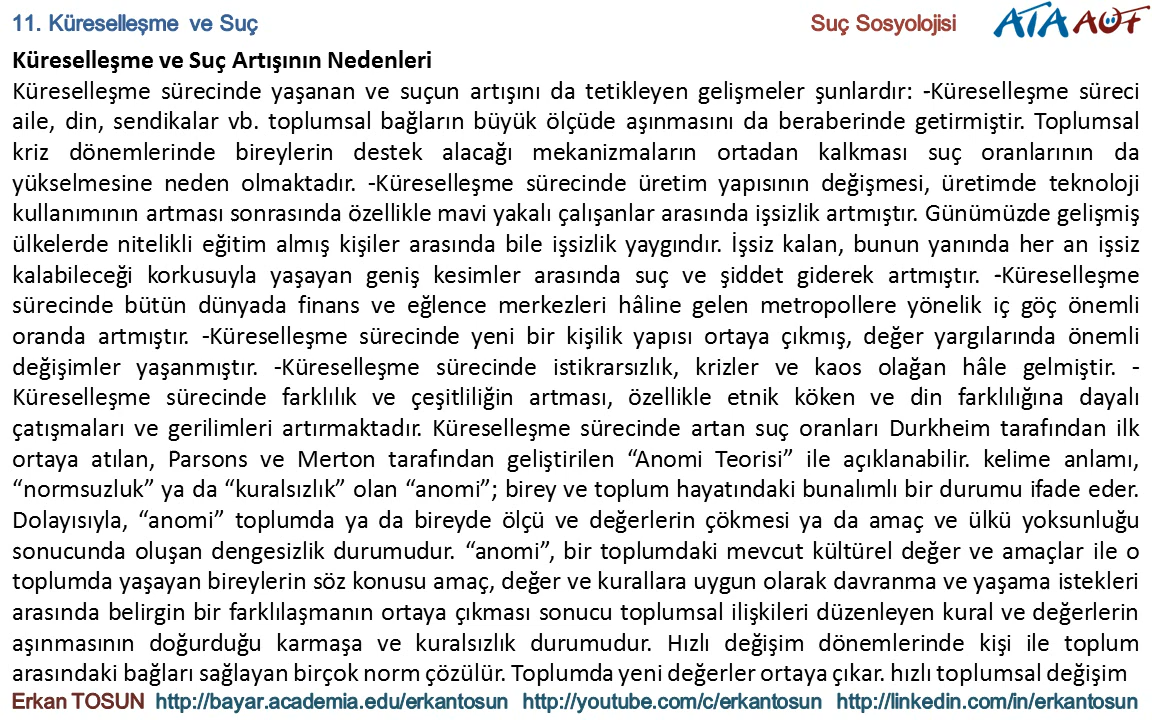 11. Küreselleşme ve Suç
Suç Sosyolojisi
ATA AÖF
Küreselleşme ve Suç Artışının Nedenleri
Küreselleşme sürecinde yaşanan ve suçun artışını da tetikleyen gelişmeler şunlardır: -Küreselleşme süreci
aile, din, sendikalar vb. toplumsal bağların büyük ölçüde aşınmasını da beraberinde getirmiştir. Toplumsal
kriz dönemlerinde bireylerin destek alacağı mekanizmaların ortadan kalkması suç oranlarının da
yükselmesine neden olmaktadır. -Küreselleşme sürecinde üretim yapısının değişmesi, üretimde teknoloji
kullanımının artması sonrasında özellikle mavi yakalı çalışanlar arasında işsizlik artmıştır. Günümüzde gelişmiş
ülkelerde nitelikli eğitim almış kişiler arasında bile işsizlik yaygındır. İşsiz kalan, bunun yanında her an işsiz
kalabileceği korkusuyla yaşayan geniş kesimler arasında suç ve şiddet giderek artmıştır. -Küreselleşme
sürecinde bütün dünyada finans ve eğlence merkezleri hâline gelen metropollere yönelik iç göç önemli
oranda artmıştır. -Küreselleşme sürecinde yeni bir kişilik yapısı ortaya çıkmış, değer yargılarında önemli
değişimler yaşanmıştır. -Küreselleşme sürecinde istikrarsızlık, krizler ve kaos olağan hâle gelmiştir. -
Küreselleşme sürecinde farklılık ve çeşitliliğin artması, özellikle etnik köken ve din farklılığına dayalı
çatışmaları ve gerilimleri artırmaktadır. Küreselleşme sürecinde artan suç oranları Durkheim tarafından ilk
ortaya atılan, Parsons ve Merton tarafından geliştirilen “Anomi Teorisi” ile açıklanabilir. kelime anlamı,
“normsuzluk” ya da “kuralsızlık” olan “anomi”; birey ve toplum hayatındaki bunalımlı bir durumu ifade eder.
Dolayısıyla, “anomi” toplumda ya da bireyde ölçü ve değerlerin çökmesi ya da amaç ve ülkü yoksunluğu
sonucunda oluşan dengesizlik durumudur. “anomi”, bir toplumdaki mevcut kültürel değer ve amaçlar ile o
toplumda yaşayan bireylerin söz konusu amaç, değer ve kurallara uygun olarak davranma ve yaşama istekleri
arasında belirgin bir farklılaşmanın ortaya çıkması sonucu toplumsal ilişkileri düzenleyen kural ve değerlerin
aşınmasının doğurduğu karmaşa ve kuralsızlık durumudur. Hızlı değişim dönemlerinde kişi ile toplum
arasındaki bağları sağlayan birçok norm çözülür. Toplumda yeni değerler ortaya çıkar. hızlı toplumsal değişim
Erkan TOSUN http://bayar.academia.edu/erkantosun http://youtube.com/c/erkantosun http://linkedin.com/in/erkantosun